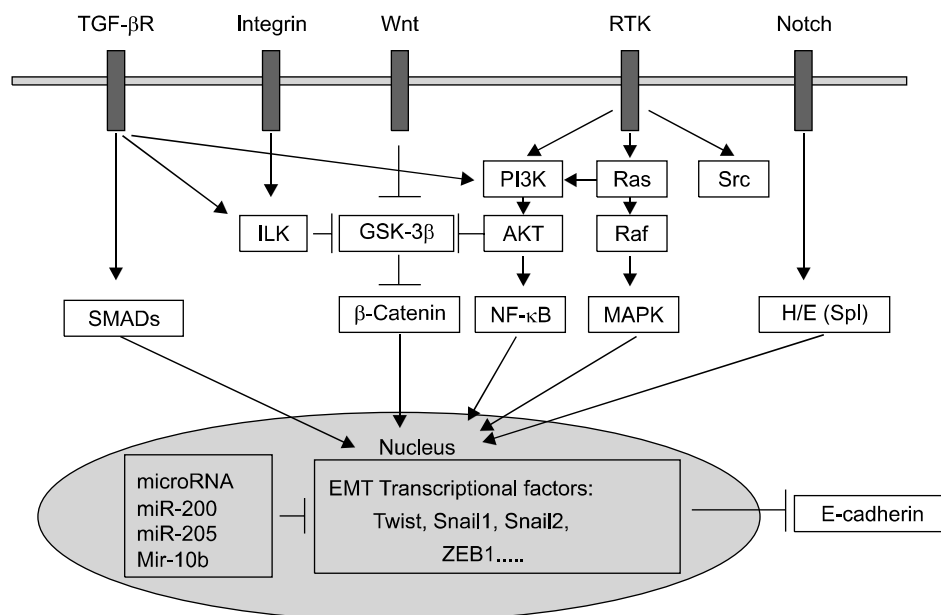 TGF-βR
Integrin
Wnt
RTK
Notch
PI3K
Ras
Src
ILK
GSK-3β
AKT
Raf
SMADs
β-Catenin
NF-κB
MAPK
H/E (Spl)
Nucleus
microRNA
miR-200
miR-205
Mir-10b
EMT Transcriptional factors:
Twist, Snail1, Snail2,
ZEB1.....
E-cadherin